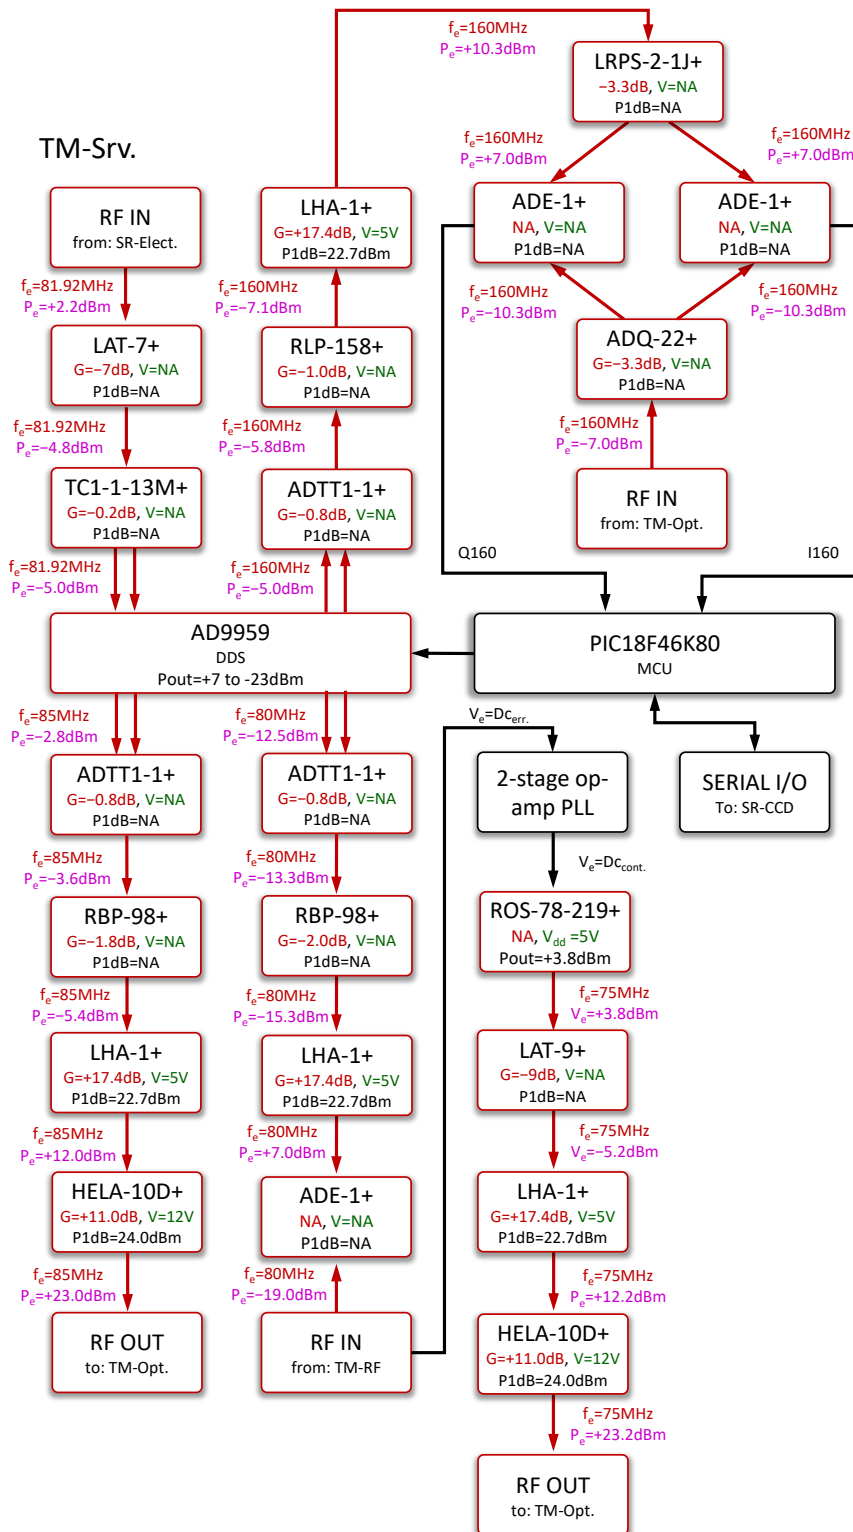 TM-Srv.
RF IN
from: SR-Elect.
fe=81.92MHz
Pe=+2.2dBm
LAT-7+
G=−7dB, V=NA
P1dB=NA
fe=81.92MHz
Pe=−4.8dBm
TC1-1-13M+
G=−0.2dB, V=NA
P1dB=NA
fe=81.92MHz
Pe=−5.0dBm
AD9959
DDS
Pout=+7 to -23dBm
fe=160MHz
Pe=−5.0dBm
ADTT1-1+
G=−0.8dB, V=NA
P1dB=NA
fe=160MHz
Pe=−5.8dBm
RLP-158+
G=−1.0dB, V=NA
P1dB=NA
fe=160MHz
Pe=−7.1dBm
LHA-1+
G=+17.4dB, V=5V
P1dB=22.7dBm
fe=160MHz
Pe=+10.3dBm
LRPS-2-1J+
−3.3dB, V=NA
P1dB=NA
fe=160MHz
Pe=+7.0dBm
fe=160MHz
Pe=+7.0dBm
ADE-1+
NA, V=NA
P1dB=NA
ADE-1+
NA, V=NA
P1dB=NA
fe=160MHz
Pe=−10.3dBm
fe=160MHz
Pe=−10.3dBm
ADQ-22+
G=−3.3dB, V=NA
P1dB=NA
fe=160MHz
Pe=−7.0dBm
RF IN
from: TM-Opt.
Q160
I160
PIC18F46K80
MCU
SERIAL I/O
To: SR-CCD
fe=85MHz
Pe=−2.8dBm
ADTT1-1+
G=−0.8dB, V=NA
P1dB=NA
fe=85MHz
Pe=−3.6dBm
RBP-98+
G=−1.8dB, V=NA
P1dB=NA
fe=85MHz
Pe=−5.4dBm
LHA-1+
G=+17.4dB, V=5V
P1dB=22.7dBm
fe=85MHz
Pe=+12.0dBm
HELA-10D+
G=+11.0dB, V=12V
P1dB=24.0dBm
fe=85MHz
Pe=+23.0dBm
RF OUT
to: TM-Opt.
fe=80MHz
Pe=−12.5dBm
ADTT1-1+
G=−0.8dB, V=NA
P1dB=NA
fe=80MHz
Pe=−13.3dBm
RBP-98+
G=−2.0dB, V=NA
P1dB=NA
fe=80MHz
Pe=−15.3dBm
LHA-1+
G=+17.4dB, V=5V
P1dB=22.7dBm
fe=80MHz
Pe=+7.0dBm
ADE-1+
NA, V=NA
P1dB=NA
fe=80MHz
Pe=−19.0dBm
RF IN
from: TM-RF
Ve=Dcerr.
2-stage op-
amp PLL
Ve=Dccont.
ROS-78-219+
NA, Vdd =5V
Pout=+3.8dBm
fe=75MHz
Ve=+3.8dBm
LAT-9+
G=−9dB, V=NA
P1dB=NA
fe=75MHz
Ve=−5.2dBm
LHA-1+
G=+17.4dB, V=5V
P1dB=22.7dBm
fe=75MHz
Pe=+12.2dBm
HELA-10D+
G=+11.0dB, V=12V
P1dB=24.0dBm
fe=75MHz
Pe=+23.2dBm
RF OUT
to: TM-Opt.